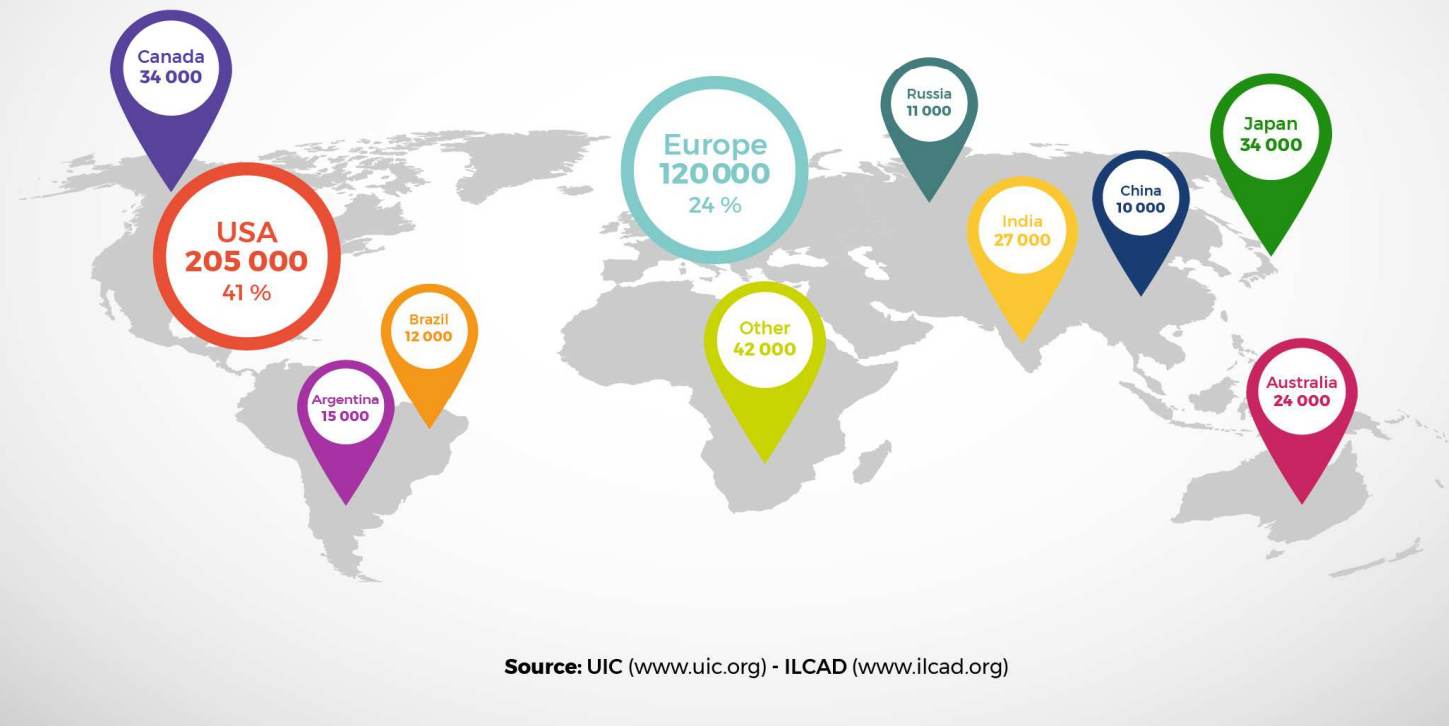 Canada
34 000
USA
205 000
41 %
Europe
120 000
24 %
Russia
11 000
Japan
34 000
China
10 000
India
27 000
Brazil
12 000
Argentina
15 000
Other
42 000
Australia
24 000
Source: UIC (www.uic.org) - ILCAD (www.ilcad.org)